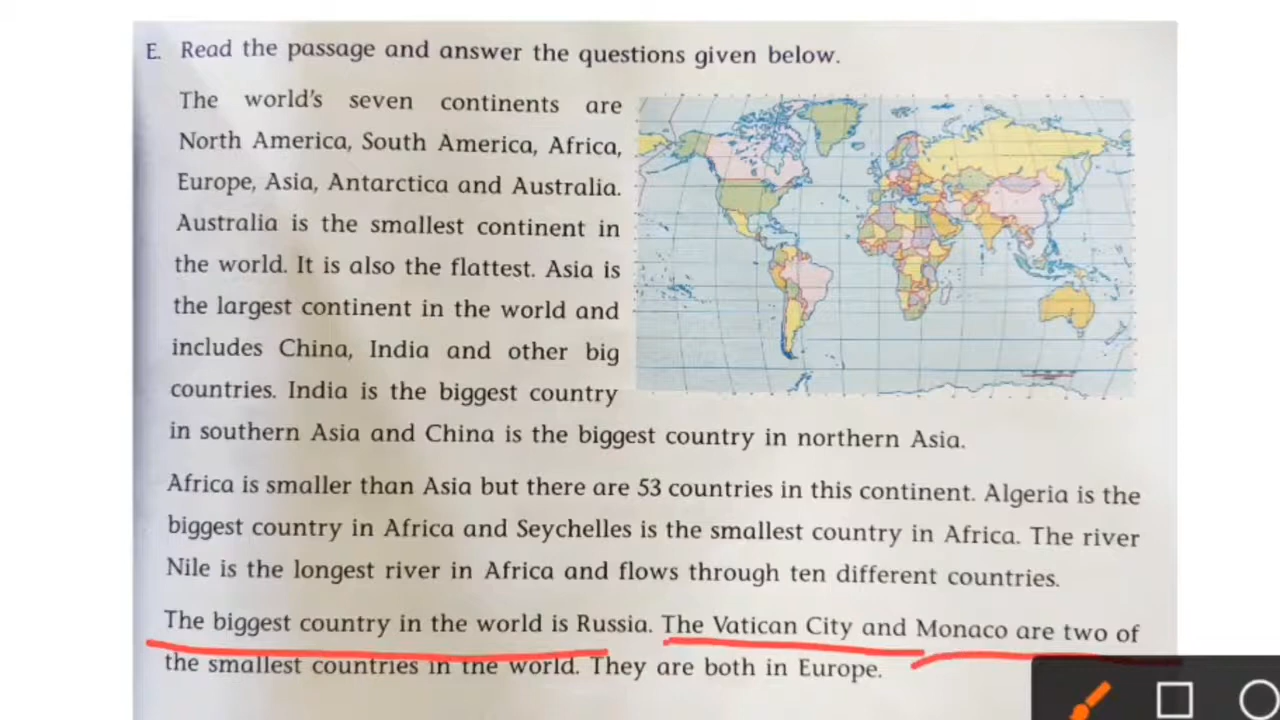 E. Read the passage and answer the questions given below.
The world's seven continents are
North America, South America, Africa,
Europe, Asia, Antarctica and Australia.
Australia is the smallest continent in
the world. It is also the flattest. Asia is
the largest continent in the world and
includes China, India and other big
countries. India is the biggest country
in southern Asia and China is the biggest country in northern Asia.
Africa is smaller than Asia but there are 53 countries in this continent. Algeria is the
biggest country in Africa and Seychelles is the smallest country in Africa. The river
Nile is the longest river in Africa and flows through ten different countries.
The biggest country in the world is Russia. The Vatican City and Monaco are two of
the smallest countries in the world. They are both in Europe.